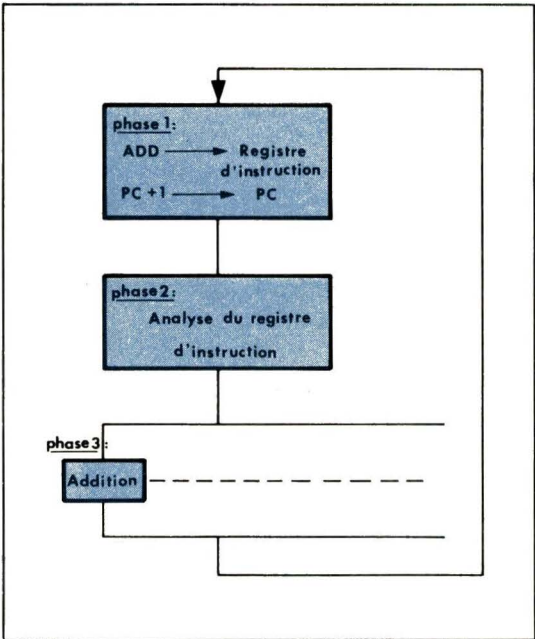 phase 1:
ADD Registre
d'instruction
PC +1 PC
phase 2:
Analyse du registre
d'instruction
phase 3:
Addition